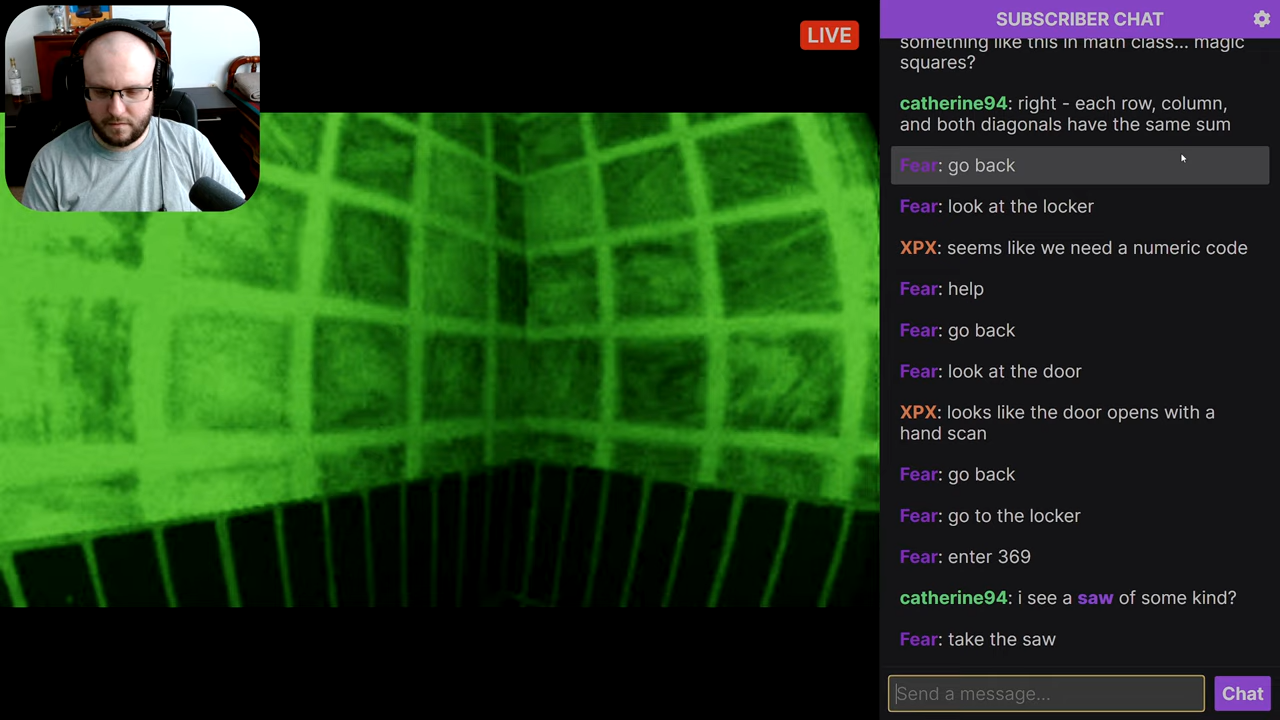 LIVE
SUBSCRIBER CHAT
something like this in math class... magic
squares?
catherine94: right - each row, column,
and both diagonals have the same sum
Fear: go back
Fear: look at the locker
XPX: seems like we need a numeric code
Fear: help
Fear: go back
Fear: look at the door
XPX: looks like the door opens with a
hand scan
Fear: go back
Fear: go to the locker
Fear: enter 369
catherine94: i see a saw of some kind?
Fear: take the saw
Send a message...
Chat